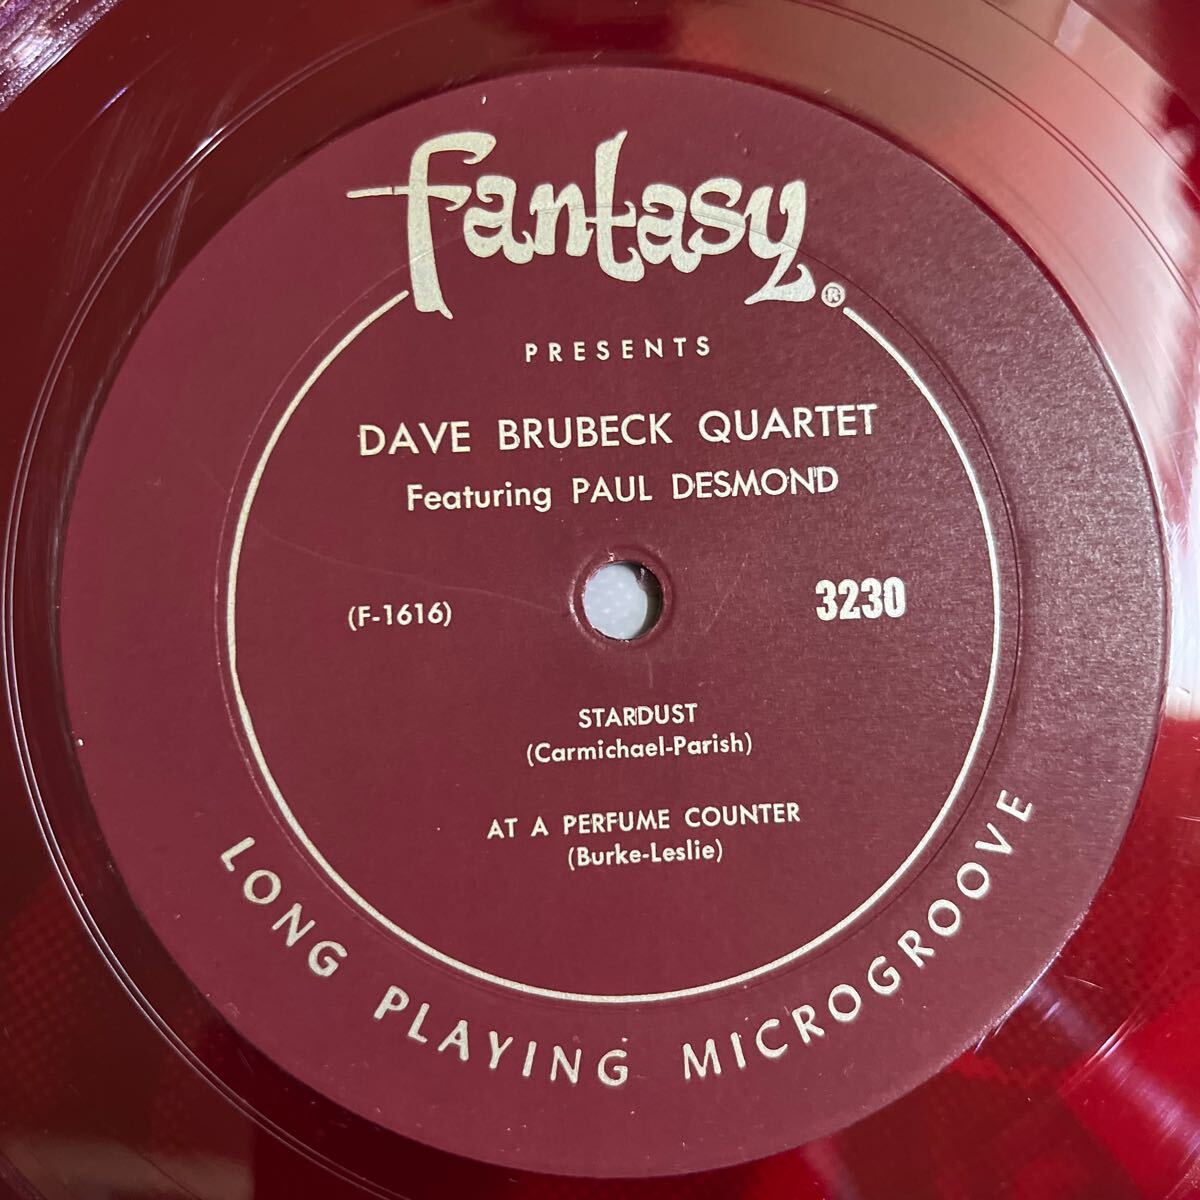 fantasy®
PRESENTS
DAVE BRUBECK QUARTET
Featuring PAUL DESMOND
(F-1616) 3230
STARDUST
(Carmichael-Parish)
AT A PERFUME COUNTER
(Burke-Leslie)
LONG PLAYING MICROGROOVE